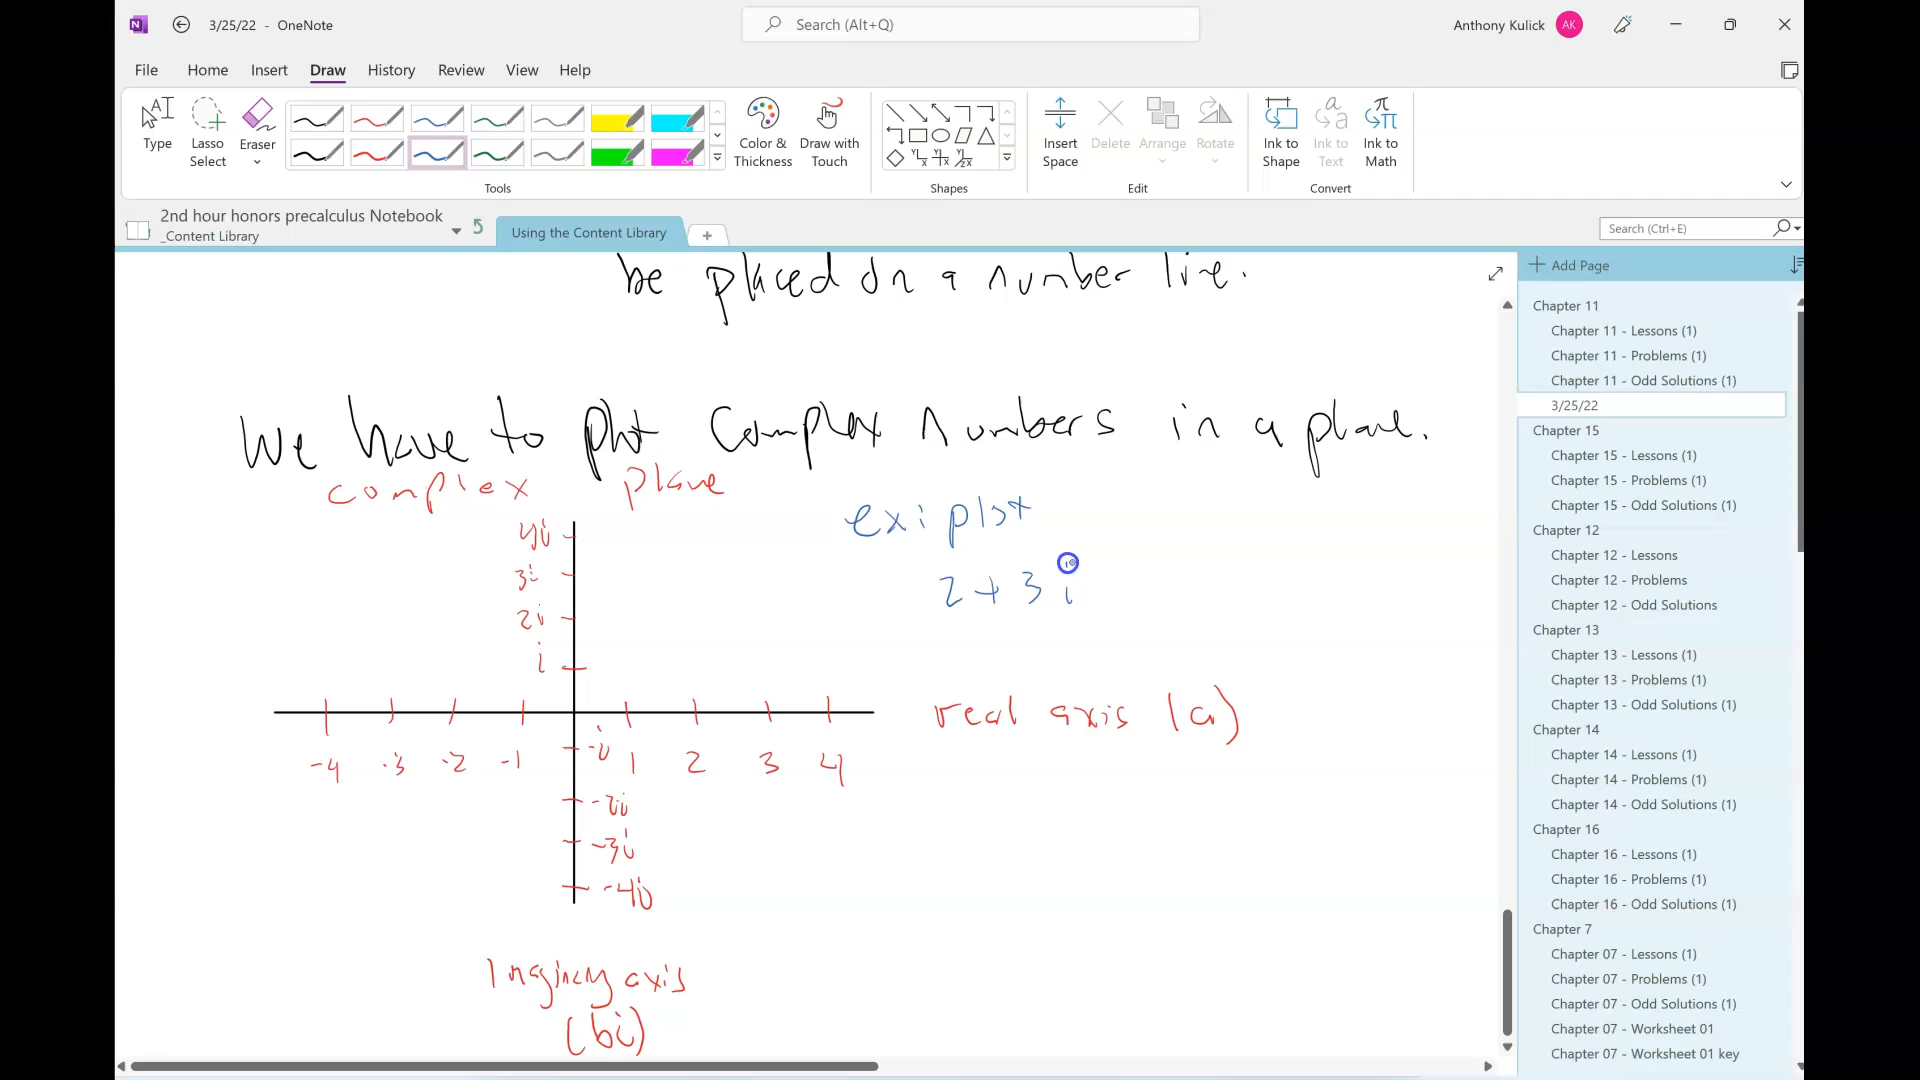 3/25/22 - OneNote
Search (Alt+Q)
Anthony Kulick AK
File Home Insert Draw History Review View Help
Type
Lasso Select
Eraser
Color & Thickness
Draw with Touch
Insert Space
Delete
Arrange
Rotate
Ink to Shape
Ink to Text
Ink to Math
Tools
Shapes
Edit
Convert
2nd hour honors precalculus Notebook
_Content Library
Using the Content Library
Search (Ctrl+E)
be placed on a number line.
We have to plot complex numbers in a plane.
complex plane
ex: plot
2 + 3i
4i
3i
2i
i
real axis (a)
-4 -3 -2 -1 1 2 3 4
-i
-2i
-3i
-4i
Imaginary axis
(bi)
Add Page
Chapter 11
Chapter 11 - Lessons (1)
Chapter 11 - Problems (1)
Chapter 11 - Odd Solutions (1)
3/25/22
Chapter 15
Chapter 15 - Lessons (1)
Chapter 15 - Problems (1)
Chapter 15 - Odd Solutions (1)
Chapter 12
Chapter 12 - Lessons
Chapter 12 - Problems
Chapter 12 - Odd Solutions
Chapter 13
Chapter 13 - Lessons (1)
Chapter 13 - Problems (1)
Chapter 13 - Odd Solutions (1)
Chapter 14
Chapter 14 - Lessons (1)
Chapter 14 - Problems (1)
Chapter 14 - Odd Solutions (1)
Chapter 16
Chapter 16 - Lessons (1)
Chapter 16 - Problems (1)
Chapter 16 - Odd Solutions (1)
Chapter 7
Chapter 07 - Lessons (1)
Chapter 07 - Problems (1)
Chapter 07 - Odd Solutions (1)
Chapter 07 - Worksheet 01
Chapter 07 - Worksheet 01 key